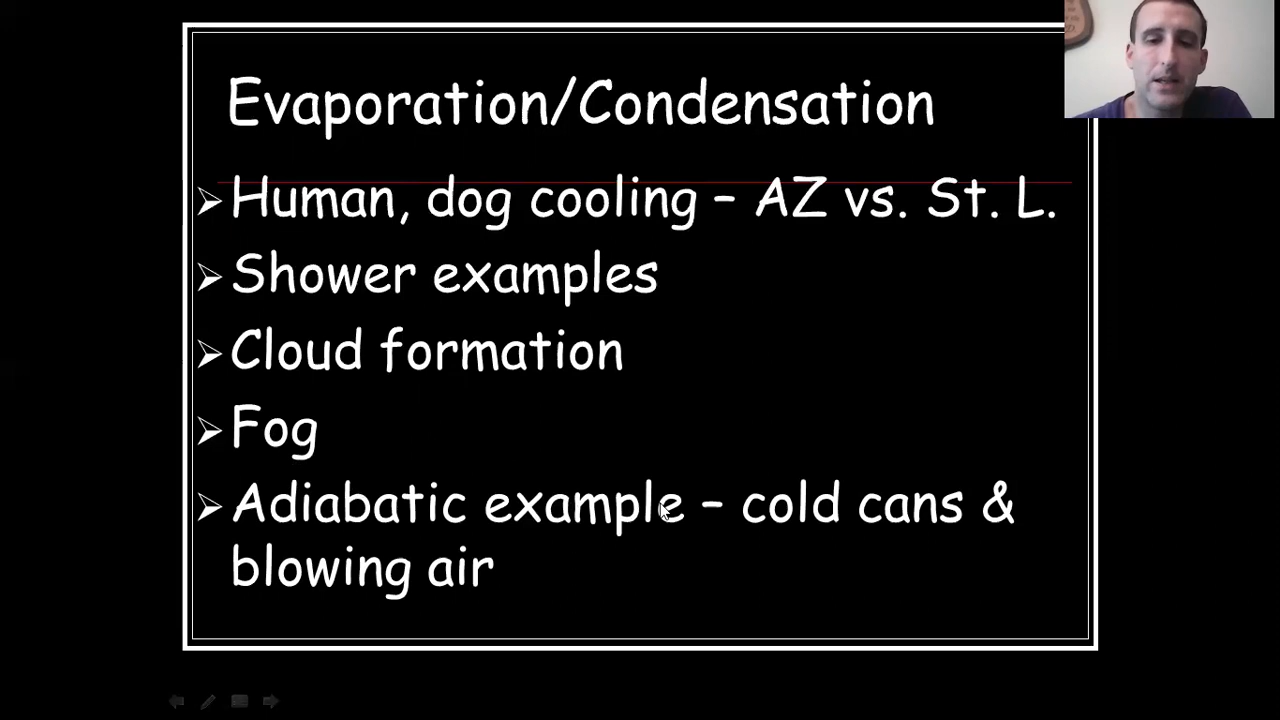 Evaporation/Condensation
➢Human, dog cooling – AZ vs. St. L.
➢Shower examples
➢Cloud formation
➢Fog
➢Adiabatic example – cold cans &
blowing air